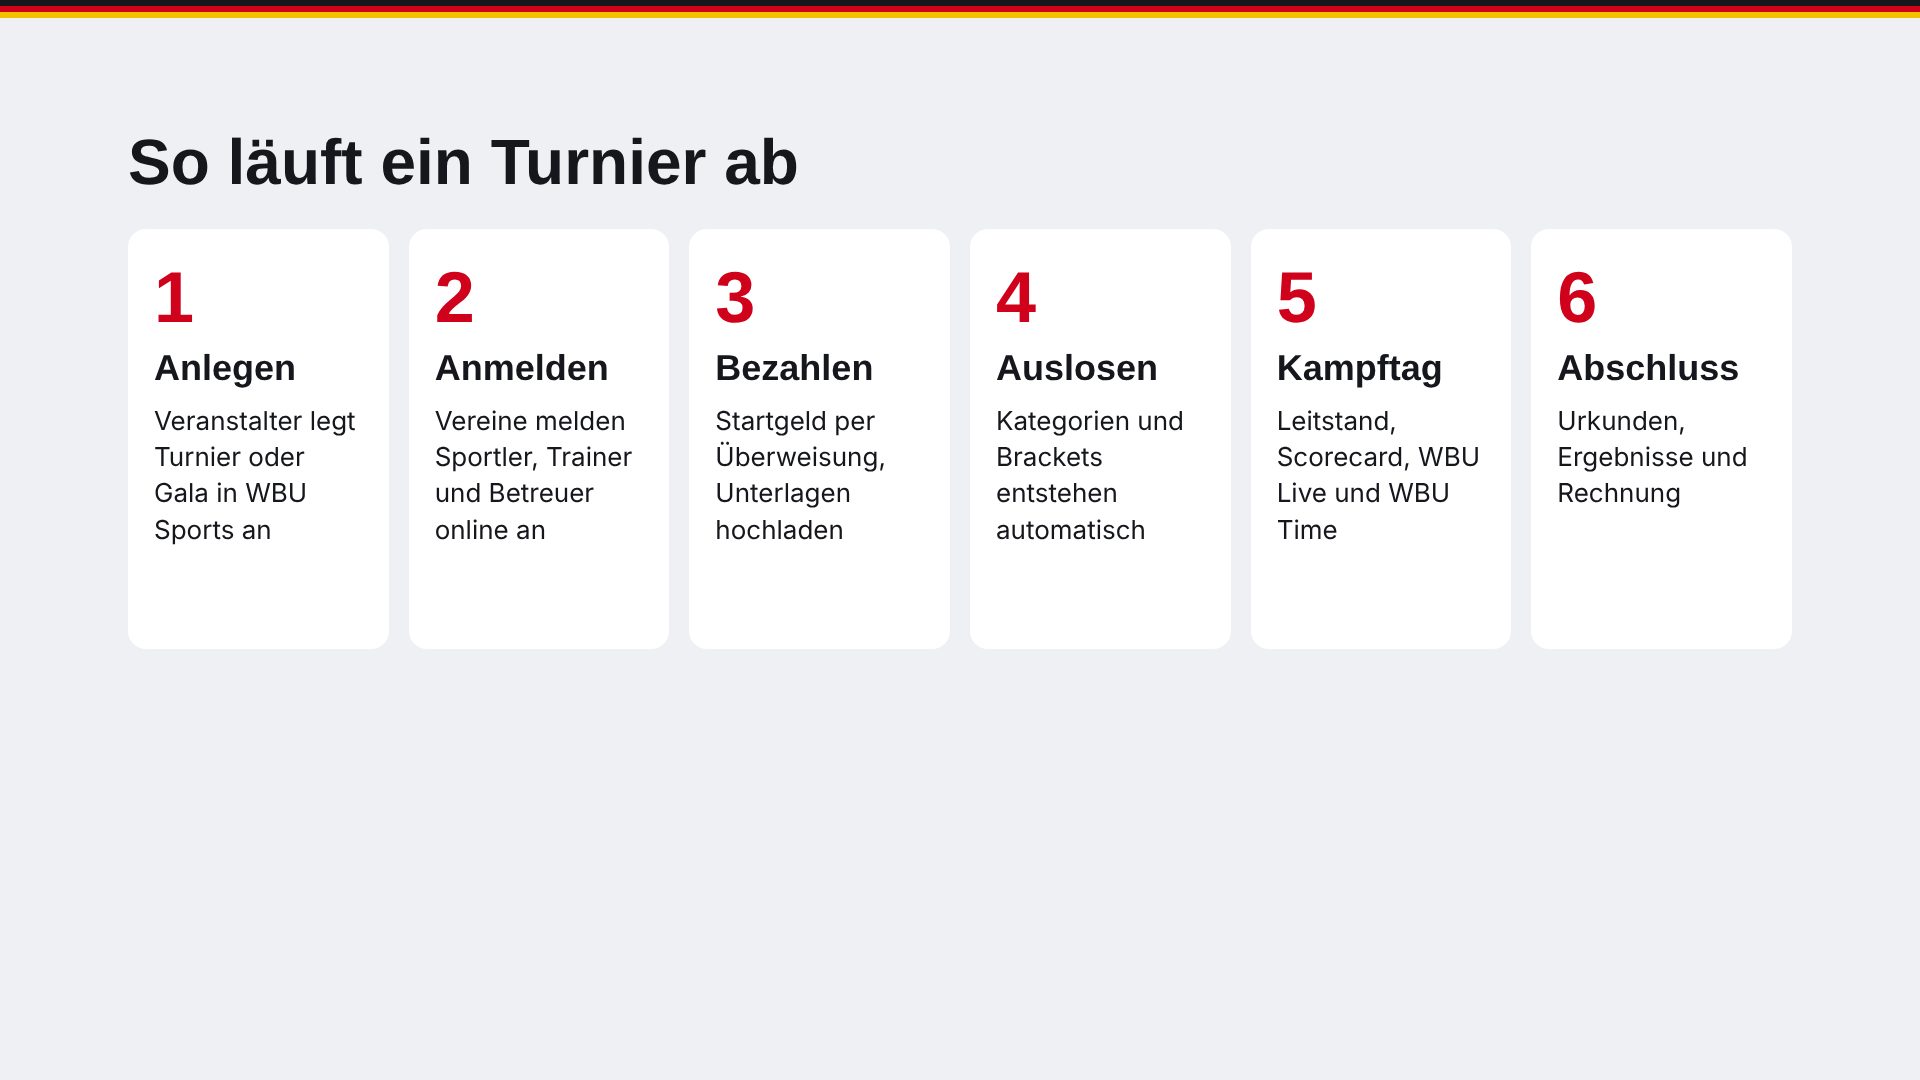 So läuft ein Turnier ab
1
Anlegen
Veranstalter legt
Turnier oder
Gala in WBU
Sports an
2
Anmelden
Vereine melden
Sportler, Trainer
und Betreuer
online an
3
Bezahlen
Startgeld per
Überweisung,
Unterlagen
hochladen
4
Auslosen
Kategorien und
Brackets
entstehen
automatisch
5
Kampftag
Leitstand,
Scorecard, WBU
Live und WBU
Time
6
Abschluss
Urkunden,
Ergebnisse und
Rechnung